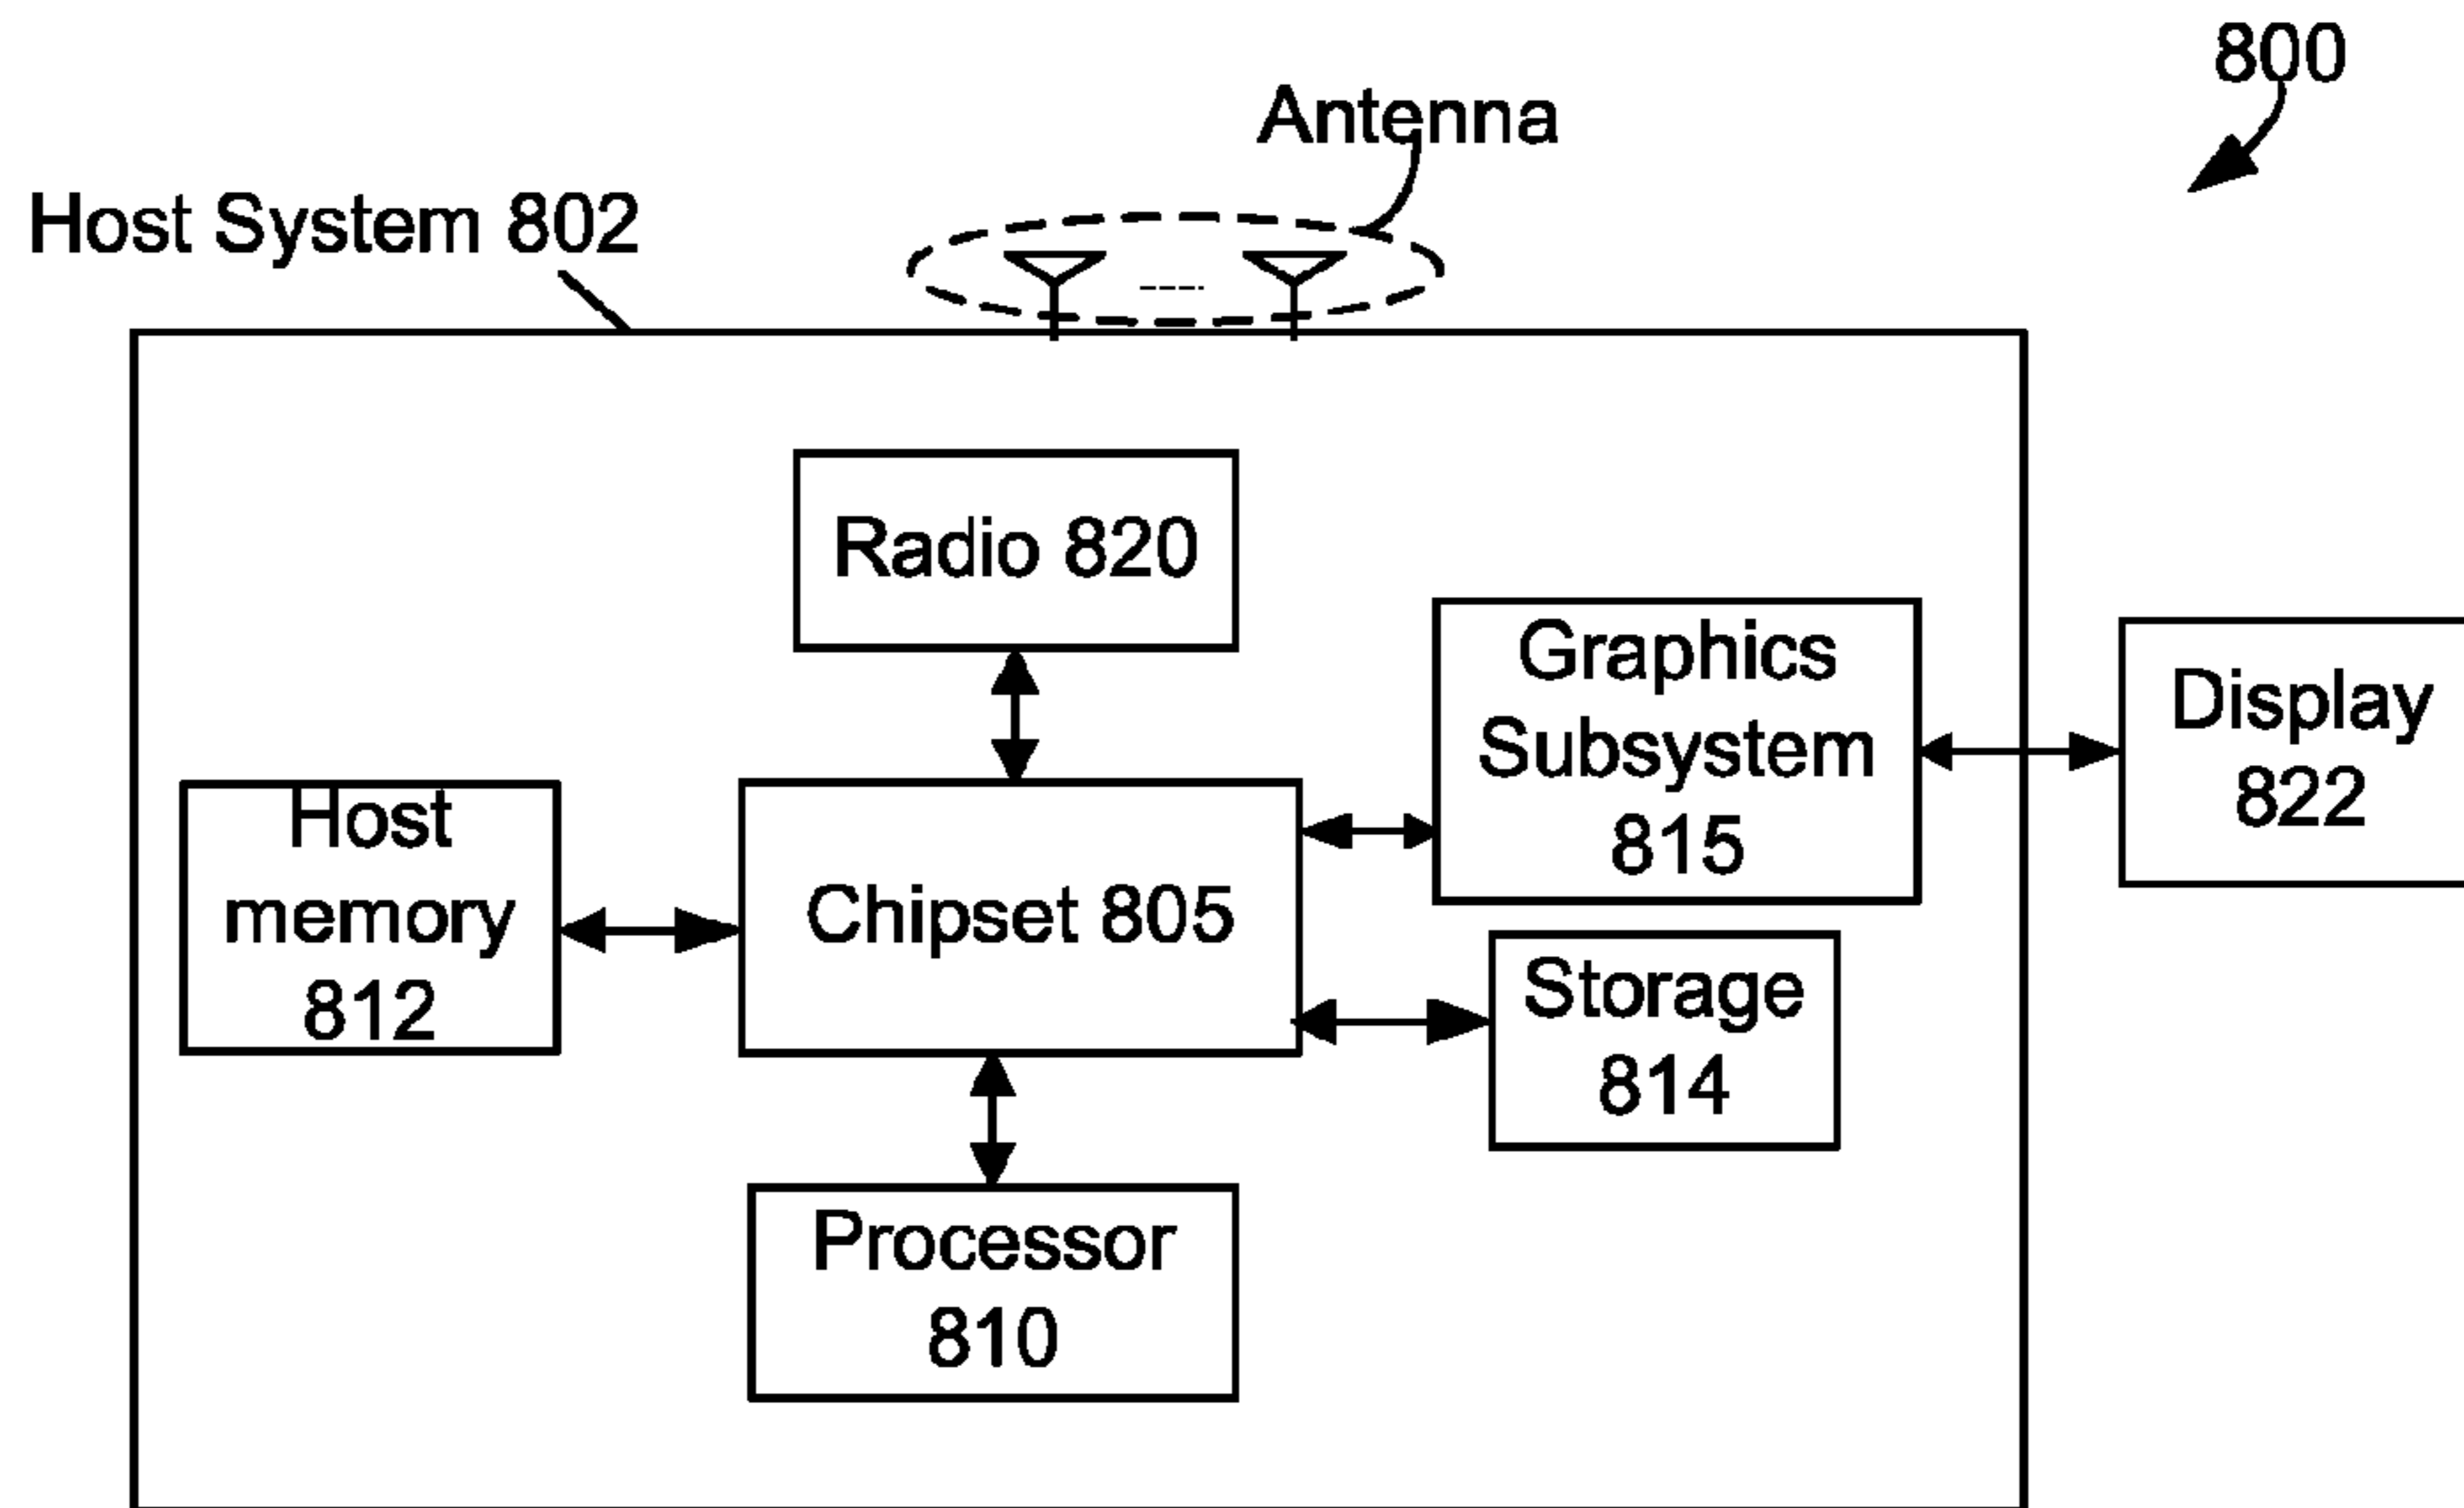 800
Antenna
Host System 802
Radio 820
Graphics
Subsystem
815
Display
822
Host
memory
812
Chipset 805
Storage
814
Processor
810